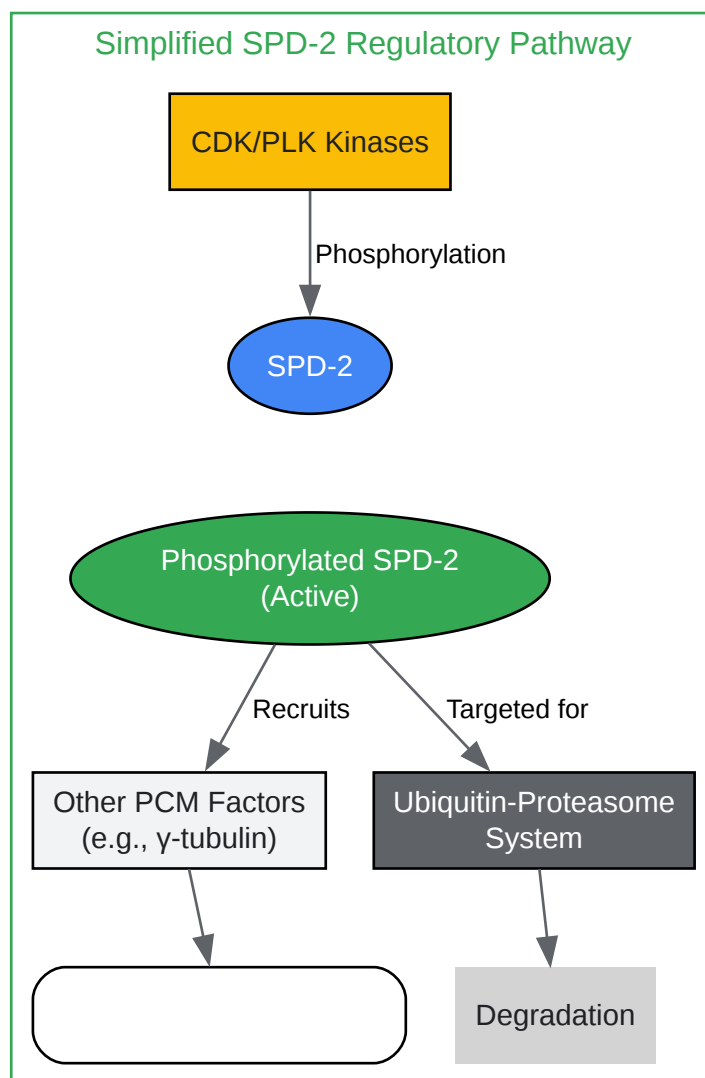 Simplified SPD-2 Regulatory Pathway
CDK/PLK Kinases
Phosphorylation
SPD-2
Phosphorylated SPD-2
(Active)
Recruits
Targeted for
Other PCM Factors
(e.g., γ-tubulin)
Ubiquitin-Proteasome
System
Degradation